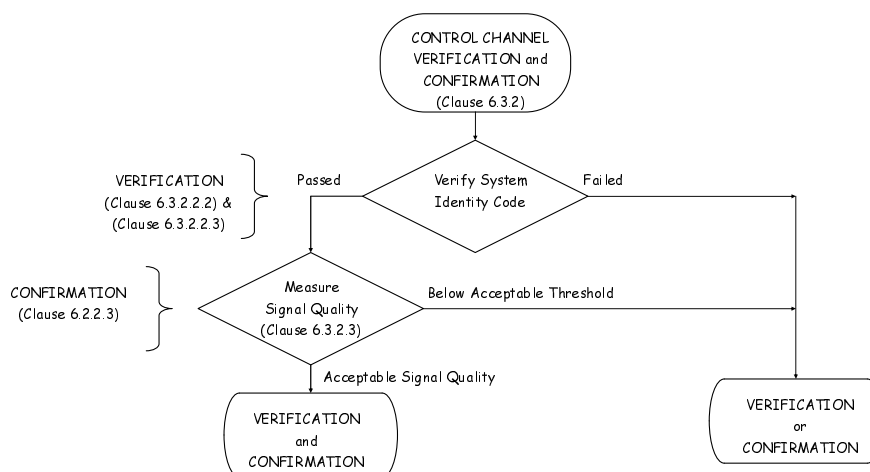 CONTROL CHANNEL
VERIFICATION and
CONFIRMATION
(Clause 6.3.2)
VERIFICATION
(Clause 6.3.2.2.2) &
(Clause 6.3.2.2.3)
Passed
Verify System
Identity Code
Failed
CONFIRMATION
(Clause 6.2.2.3)
Measure
Signal Quality
(Clause 6.3.2.3)
Below Acceptable Threshold
Acceptable Signal Quality
VERIFICATION
and
CONFIRMATION
VERIFICATION
or
CONFIRMATION